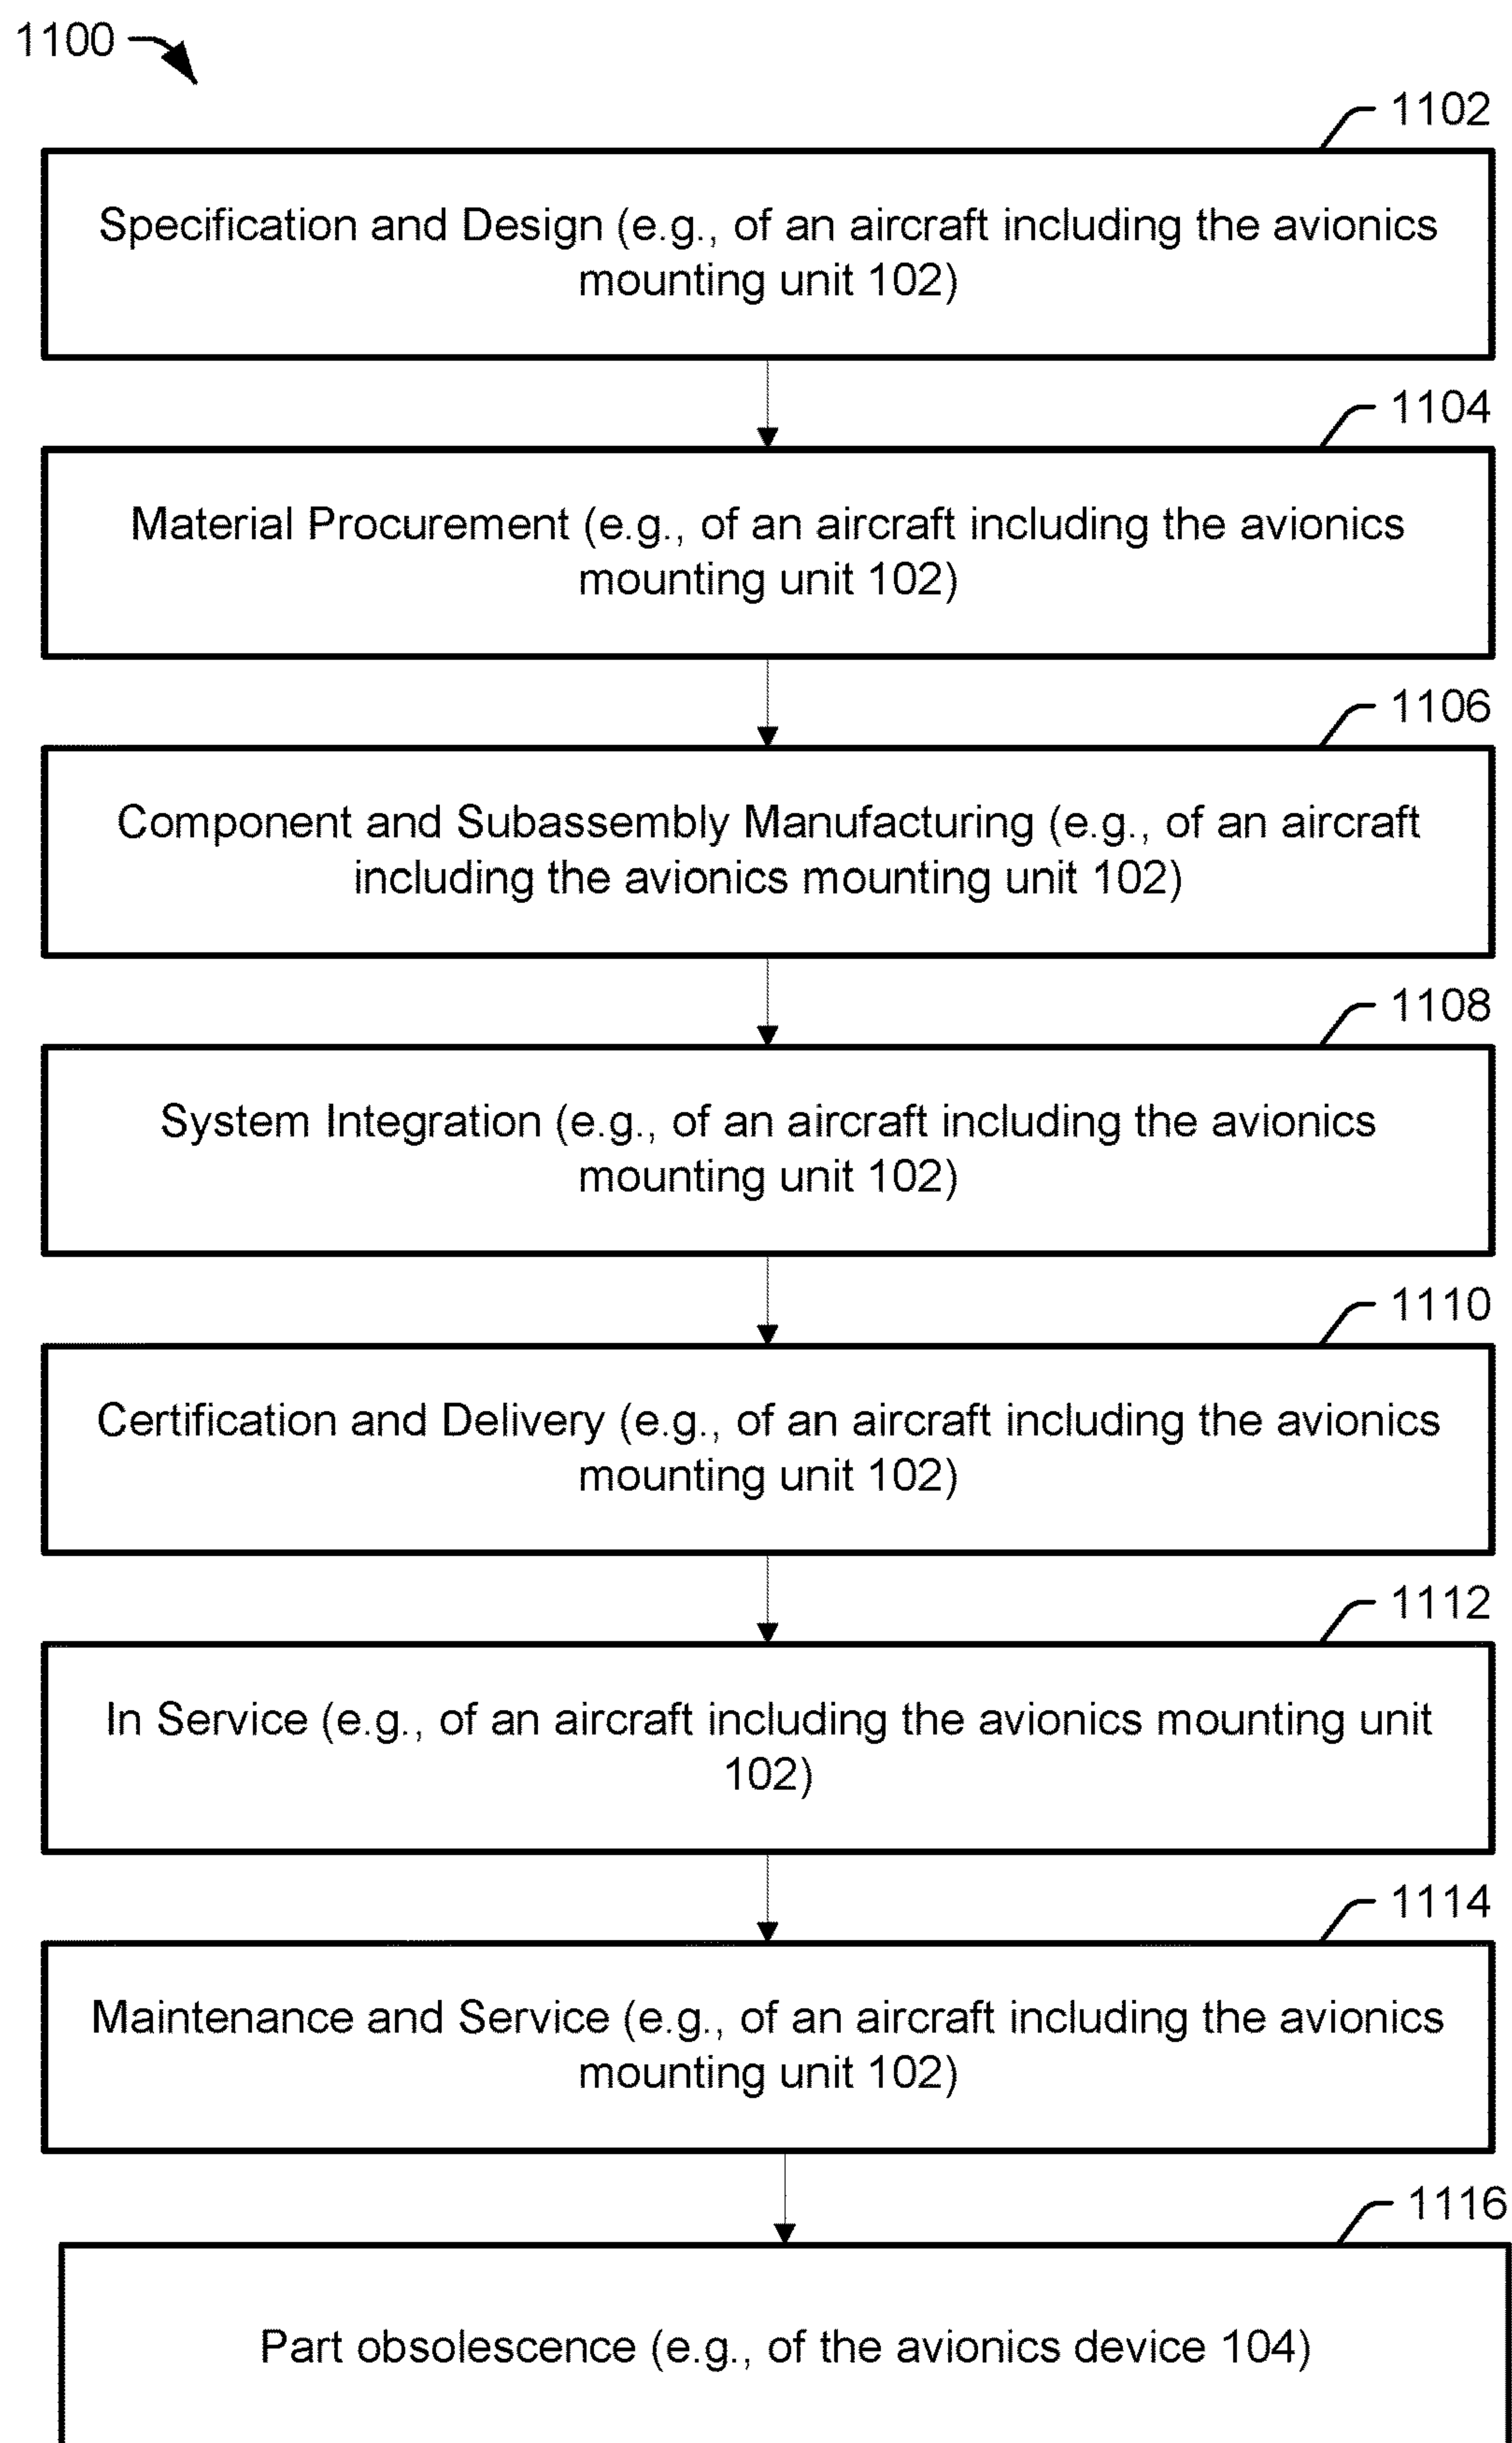 1100
1102
Specification and Design (e.g., of an aircraft including the avionics
mounting unit 102)
1104
Material Procurement (e.g., of an aircraft including the avionics
mounting unit 102)
1106
Component and Subassembly Manufacturing (e.g., of an aircraft
including the avionics mounting unit 102)
1108
System Integration (e.g., of an aircraft including the avionics
mounting unit 102)
1110
Certification and Delivery (e.g., of an aircraft including the avionics
mounting unit 102)
1112
In Service (e.g., of an aircraft including the avionics mounting unit
102)
1114
Maintenance and Service (e.g., of an aircraft including the avionics
mounting unit 102)
1116
Part obsolescence (e.g., of the avionics device 104)